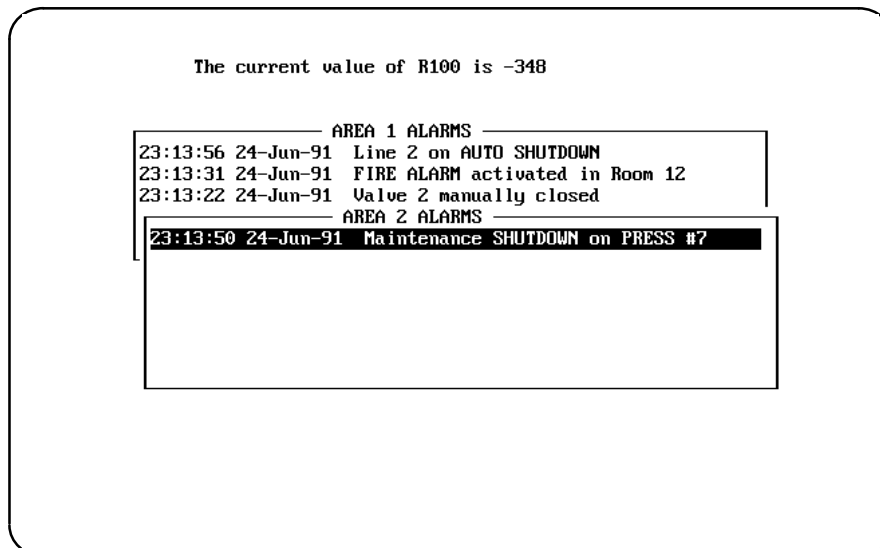 The current value of R100 is -348
AREA 1 ALARMS
23:13:56 24-Jun-91  Line 2 on AUTO SHUTDOWN
23:13:31 24-Jun-91  FIRE ALARM activated in Room 12
23:13:22 24-Jun-91  Valve 2 manually closed
AREA 2 ALARMS
23:13:50 24-Jun-91  Maintenance SHUTDOWN on PRESS #7